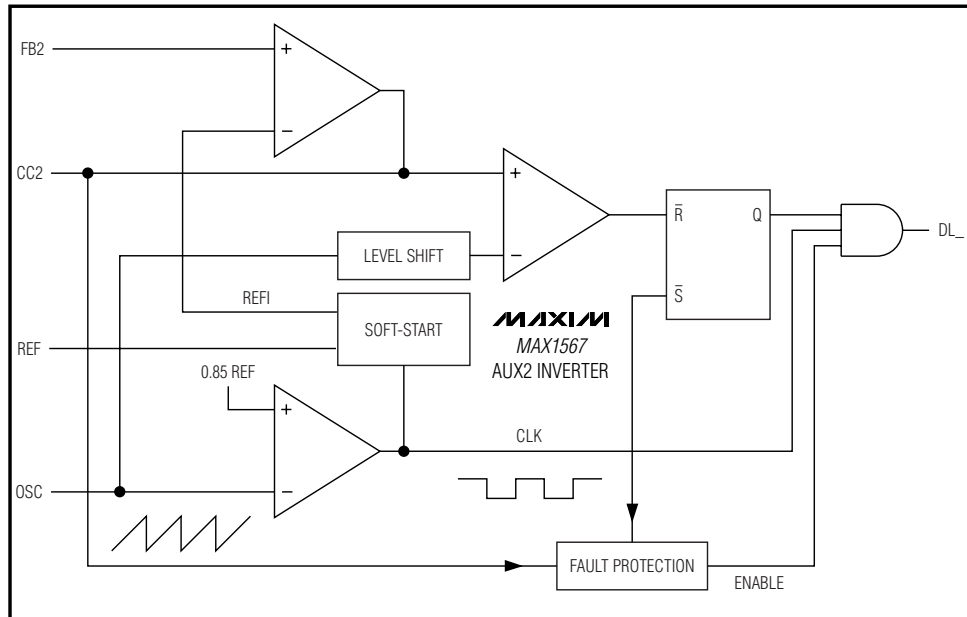 FB2
+
−
CC2
+
R̅
Q
DL_
LEVEL SHIFT
−
REFI
S̅
SOFT-START
MAXIM
MAX1567
AUX2 INVERTER
REF
0.85 REF
+
CLK
OSC
−
FAULT PROTECTION
ENABLE